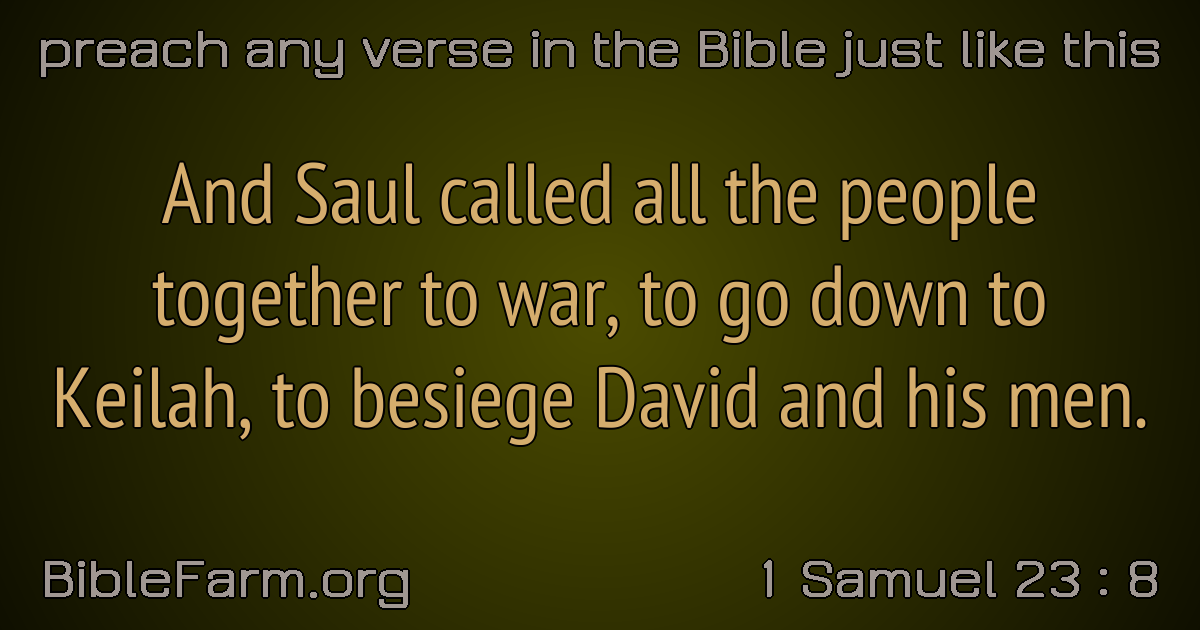 preach any verse in the Bible just like this
And Saul called all the people
together to war, to go down to
Keilah, to besiege David and his men.
BibleFarm.org
1 Samuel 23 : 8